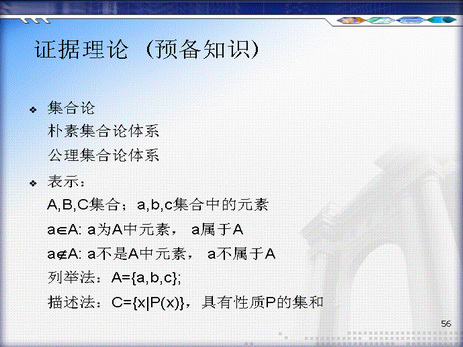 证据理论 (预备知识)
❖ 集合论
朴素集合论体系
公理集合论体系
❖ 表示:
A,B,C集合; a,b,c集合中的元素
a∈A: a为A中元素, a属于A
a∉A: a不是A中元素, a不属于A
列举法: A={a,b,c};
描述法: C={x|P(x)}, 具有性质P的集和
56